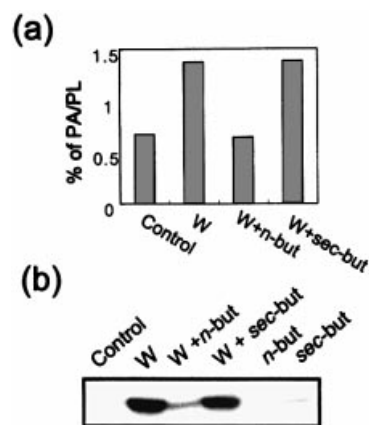 (a)
% of PA/PL
1.5
1
0.5
0
Control
W
W+n-but
W+sec-but
(b)
Control
W
W +n-but
W + sec-but
n-but
sec-but